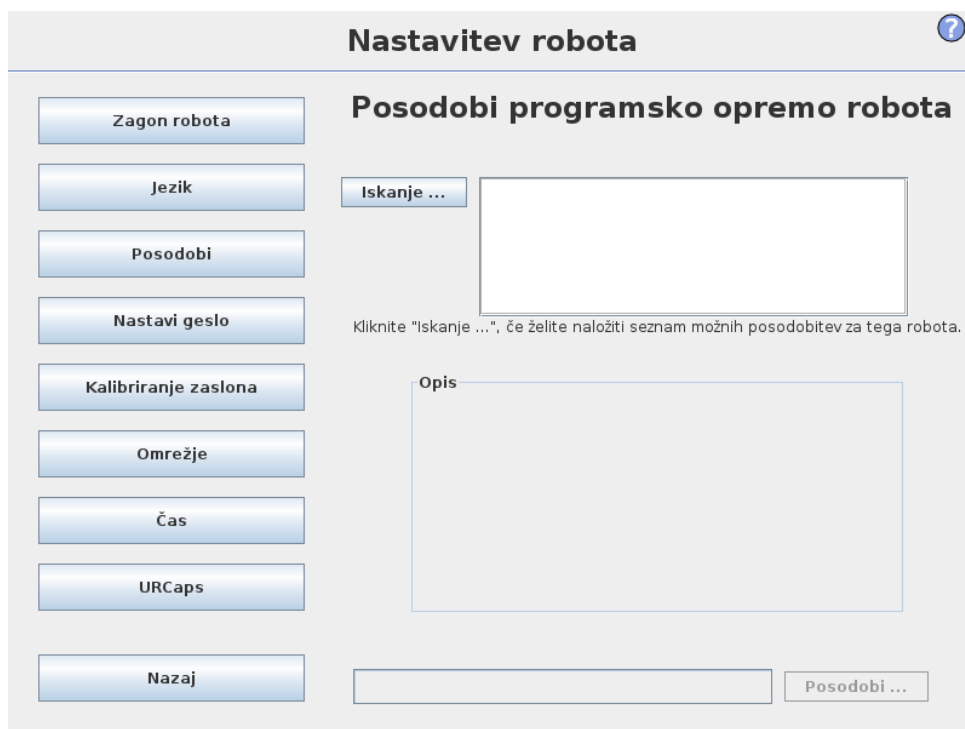 Nastavitev robota
?
Zagon robota
Jezik
Posodobi
Nastavi geslo
Kalibriranje zaslona
Omrežje
Čas
URCaps
Nazaj
Posodobi programsko opremo robota
Iskanje ...
Kliknite "Iskanje ...", če želite naložiti seznam možnih posodobitev za tega robota.
Opis
Posodobi ...